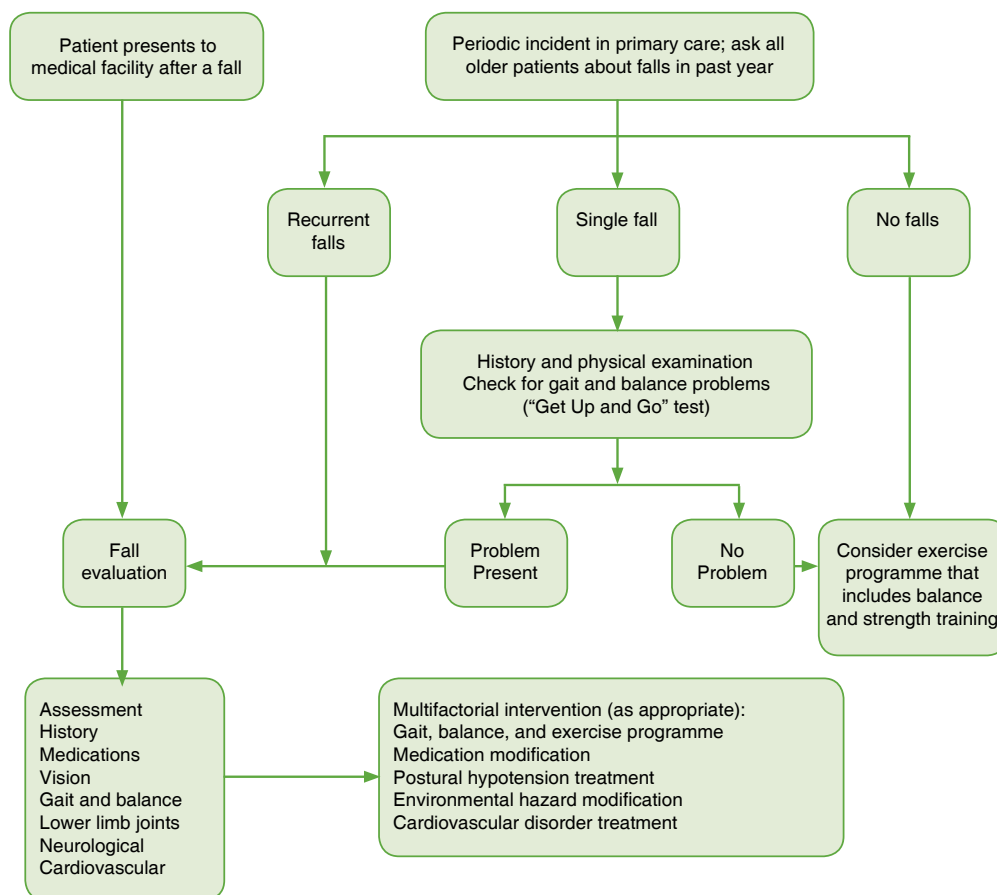 Patient presents to
medical facility after a fall
Periodic incident in primary care; ask all
older patients about falls in past year
Recurrent
falls
Single fall
No falls
History and physical examination
Check for gait and balance problems
(“Get Up and Go” test)
Fall
evaluation
Problem
Present
No
Problem
Consider exercise
programme that
includes balance
and strength training
Assessment
History
Medications
Vision
Gait and balance
Lower limb joints
Neurological
Cardiovascular
Multifactorial intervention (as appropriate):
Gait, balance, and exercise programme
Medication modification
Postural hypotension treatment
Environmental hazard modification
Cardiovascular disorder treatment